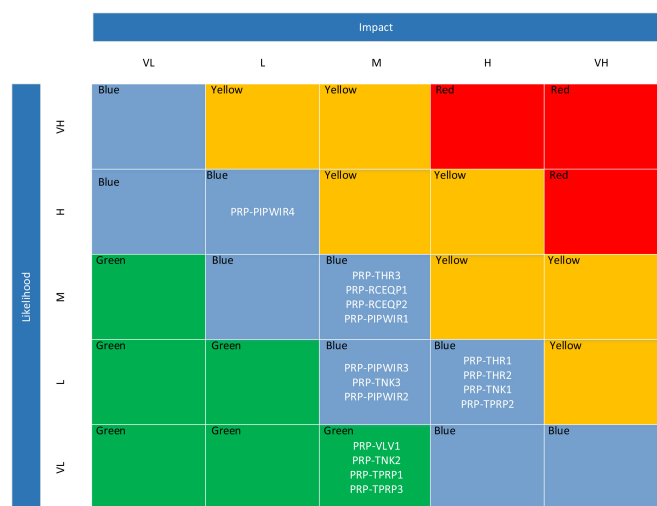 Impact
VL L M H VH
Likelihood
VH
Blue Yellow Yellow Red Red
H
Blue Blue Yellow Yellow Red
PRP-PIPWIR4
M
Green Blue Blue Yellow Yellow
PRP-THR3
PRP-RCEQP1
PRP-RCEQP2
PRP-PIPWIR1
L
Green Green Blue Blue Yellow
PRP-PIPWIR3
PRP-TNK3
PRP-PIPWIR2
PRP-THR1
PRP-THR2
PRP-TNK1
PRP-TPRP2
VL
Green Green Green Blue Blue
PRP-VLV1
PRP-TNK2
PRP-TPRP1
PRP-TPRP3